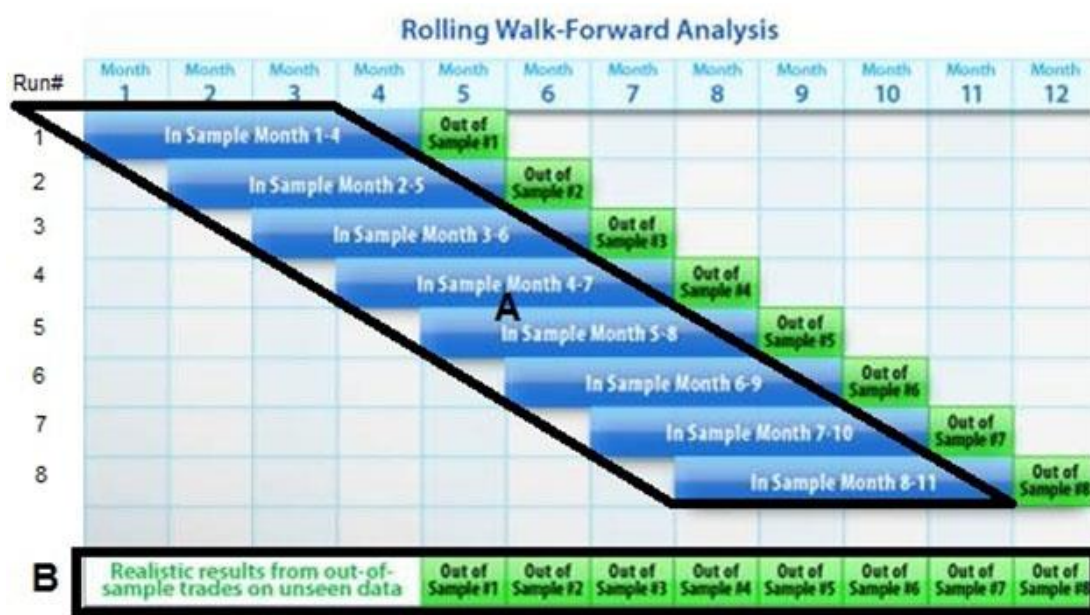 Rolling Walk-Forward Analysis
Run#
Month Month Month Month Month Month Month Month Month Month Month Month
1 2 3 4 5 6 7 8 9 10 11 12
1 In Sample Month 1-4 Out of
Sample #1
2 In Sample Month 2-5 Out of
Sample #2
3 In Sample Month 3-6 Out of
Sample #3
4 In Sample Month 4-7 Out of
Sample #4
A
5 In Sample Month 5-8 Out of
Sample #5
6 In Sample Month 6-9 Out of
Sample #6
7 In Sample Month 7-10 Out of
Sample #7
8 In Sample Month 8-11 Out of
Sample #8
B Realistic results from out-of- Out of Out of Out of Out of Out of Out of Out of Out of
sample trades on unseen data Sample #1 Sample #2 Sample #3 Sample #4 Sample #5 Sample #6 Sample #7 Sample #8